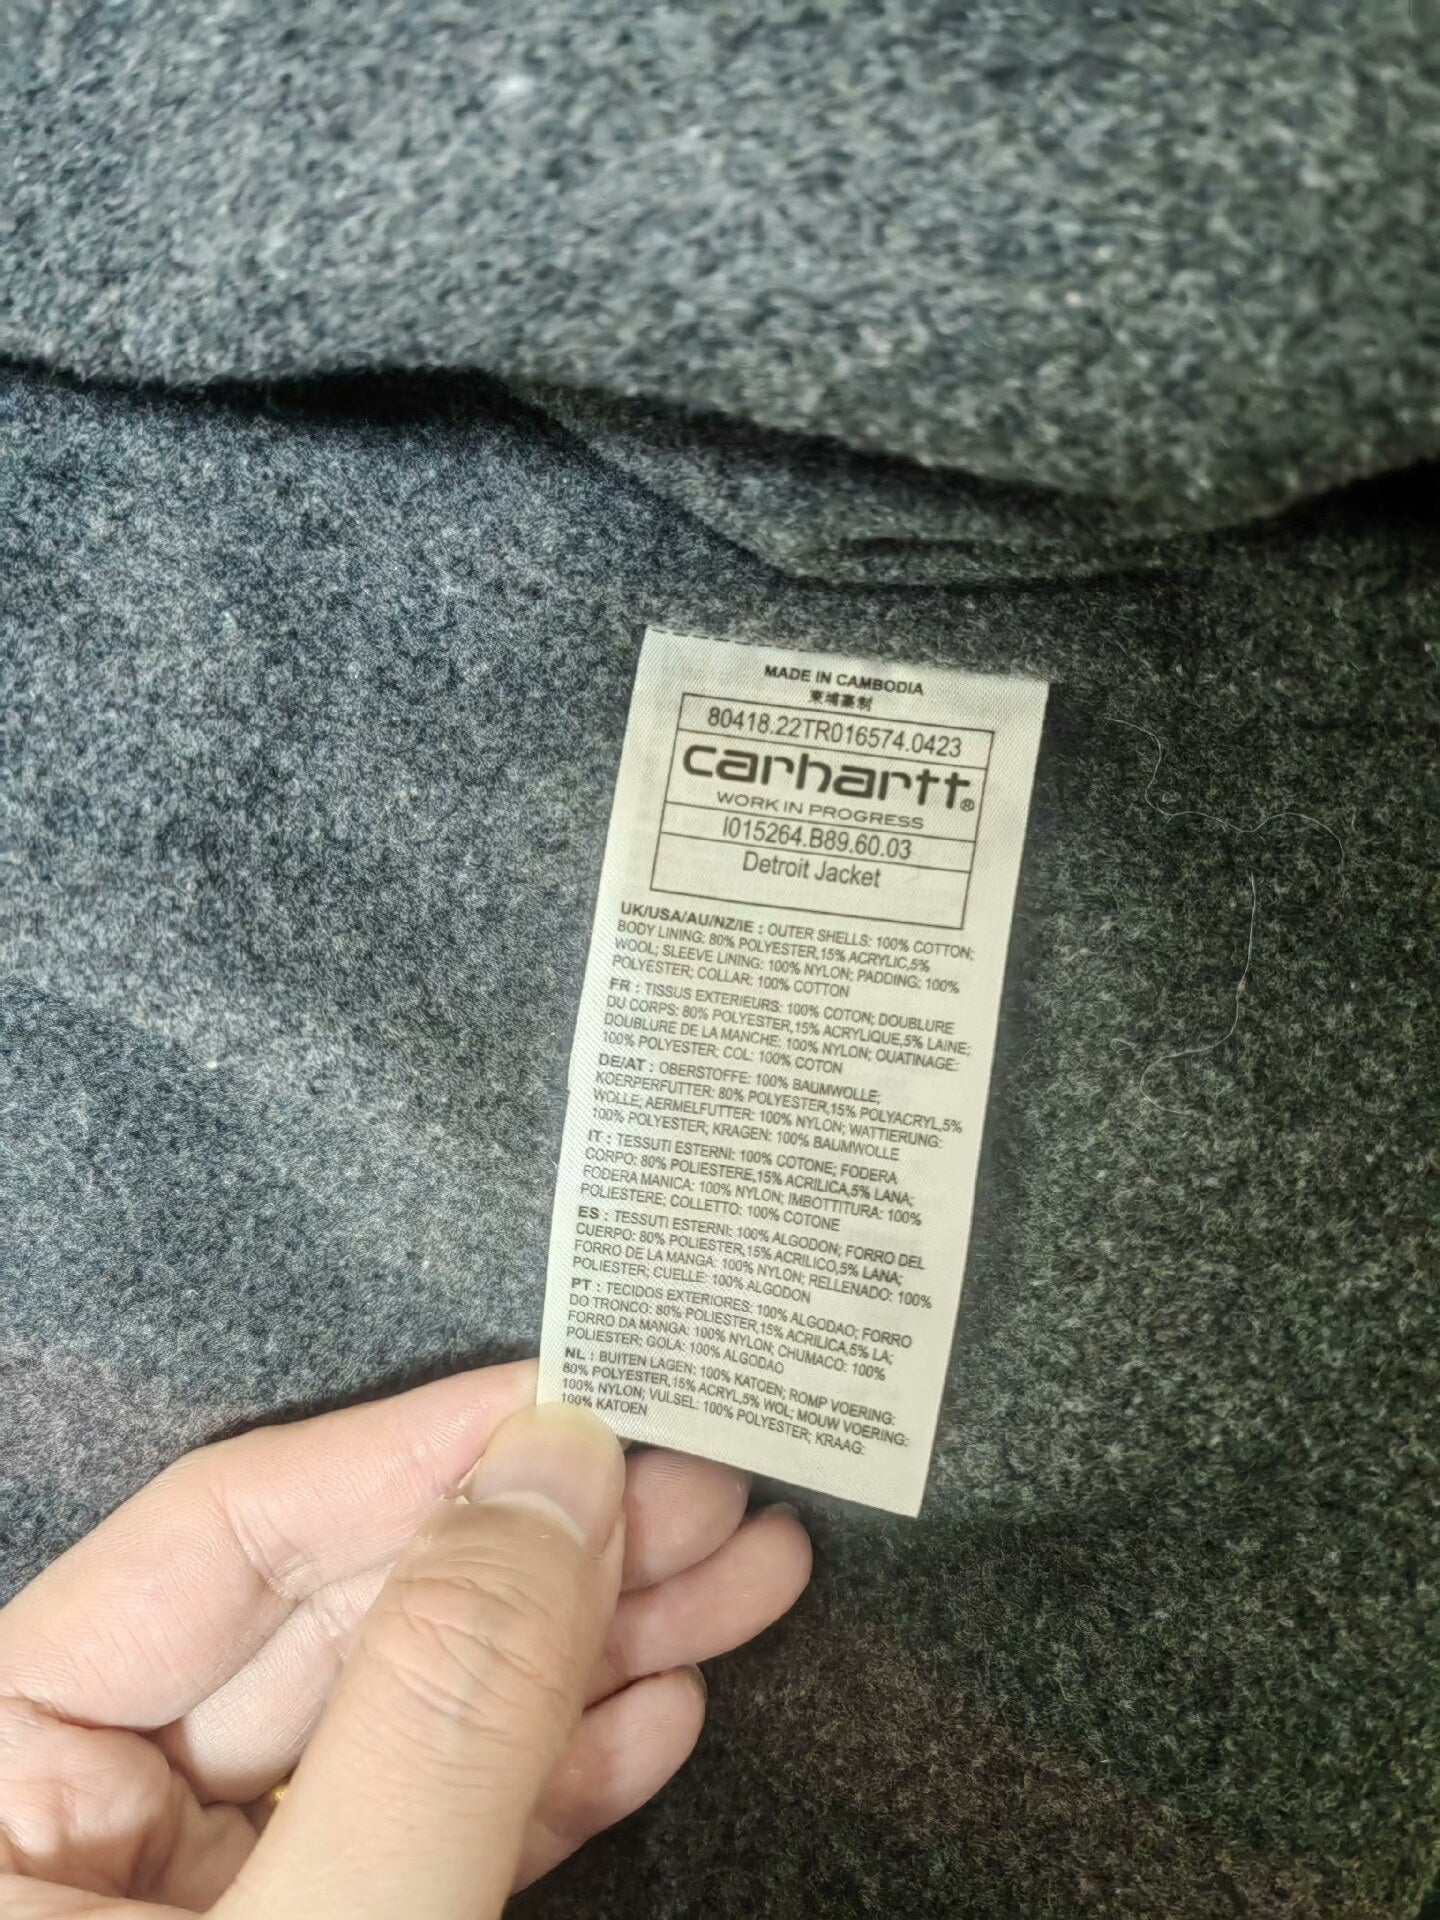 MADE IN CAMBODIA
柬埔寨制
80418.22TR016574.0423
carhartt®
WORK IN PROGRESS
I015264.B89.60.03
Detroit Jacket
UK/USA/AU/NZ/IE : OUTER SHELLS: 100% COTTON;
BODY LINING: 80% POLYESTER,15% ACRYLIC,5%
WOOL; SLEEVE LINING: 100% NYLON; PADDING: 100%
POLYESTER; COLLAR: 100% COTTON
FR : TISSUS EXTERIEURS: 100% COTON; DOUBLURE
DU CORPS: 80% POLYESTER,15% ACRYLIQUE,5% LAINE;
DOUBLURE DE LA MANCHE: 100% NYLON; OUATINAGE:
100% POLYESTER; COL: 100% COTON
DE/AT : OBERSTOFFE: 100% BAUMWOLLE;
KOERPERFUTTER: 80% POLYESTER,15% POLYACRYL,5%
WOLLE; AERMELFUTTER: 100% NYLON; WATTIERUNG:
100% POLYESTER; KRAGEN: 100% BAUMWOLLE
IT : TESSUTI ESTERNI: 100% COTONE; FODERA
CORPO: 80% POLIESTERE,15% ACRILICA,5% LANA;
FODERA MANICA: 100% NYLON; IMBOTTITURA: 100%
POLIESTERE; COLLETTO: 100% COTONE
ES : TESSUTI ESTERNI: 100% ALGODON; FORRO DEL
CUERPO: 80% POLIESTER,15% ACRILICO,5% LANA;
FORRO DE LA MANGA: 100% NYLON; RELLENADO: 100%
POLIESTER; CUELLE: 100% ALGODON
PT : TECIDOS EXTERIORES: 100% ALGODAO; FORRO
DO TRONCO: 80% POLIESTER,15% ACRILICA,5% LA;
FORRO DA MANGA: 100% NYLON; CHUMACO: 100%
POLIESTER; GOLA: 100% ALGODAO
NL : BUITEN LAGEN: 100% KATOEN; ROMP VOERING:
80% POLYESTER,15% ACRYL,5% WOL; MOUW VOERING:
100% NYLON; VULSEL: 100% POLYESTER; KRAAG:
100% KATOEN